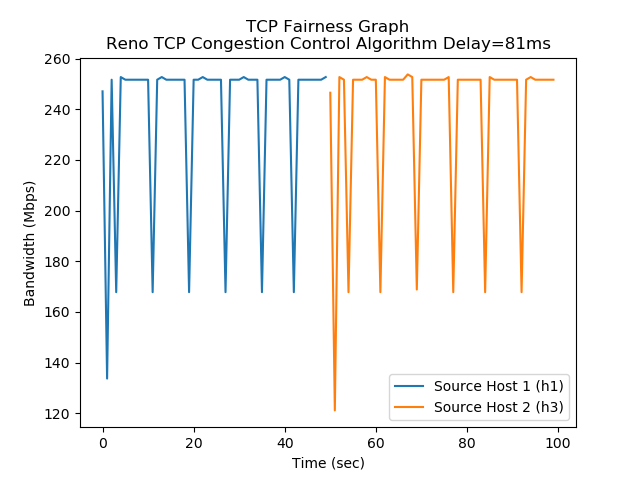 TCP Fairness Graph
Reno TCP Congestion Control Algorithm Delay=81ms
260
240
220
200
180
160
140
120
Bandwidth (Mbps)
Source Host 1 (h1)
Source Host 2 (h3)
0 20 40 60 80 100
Time (sec)